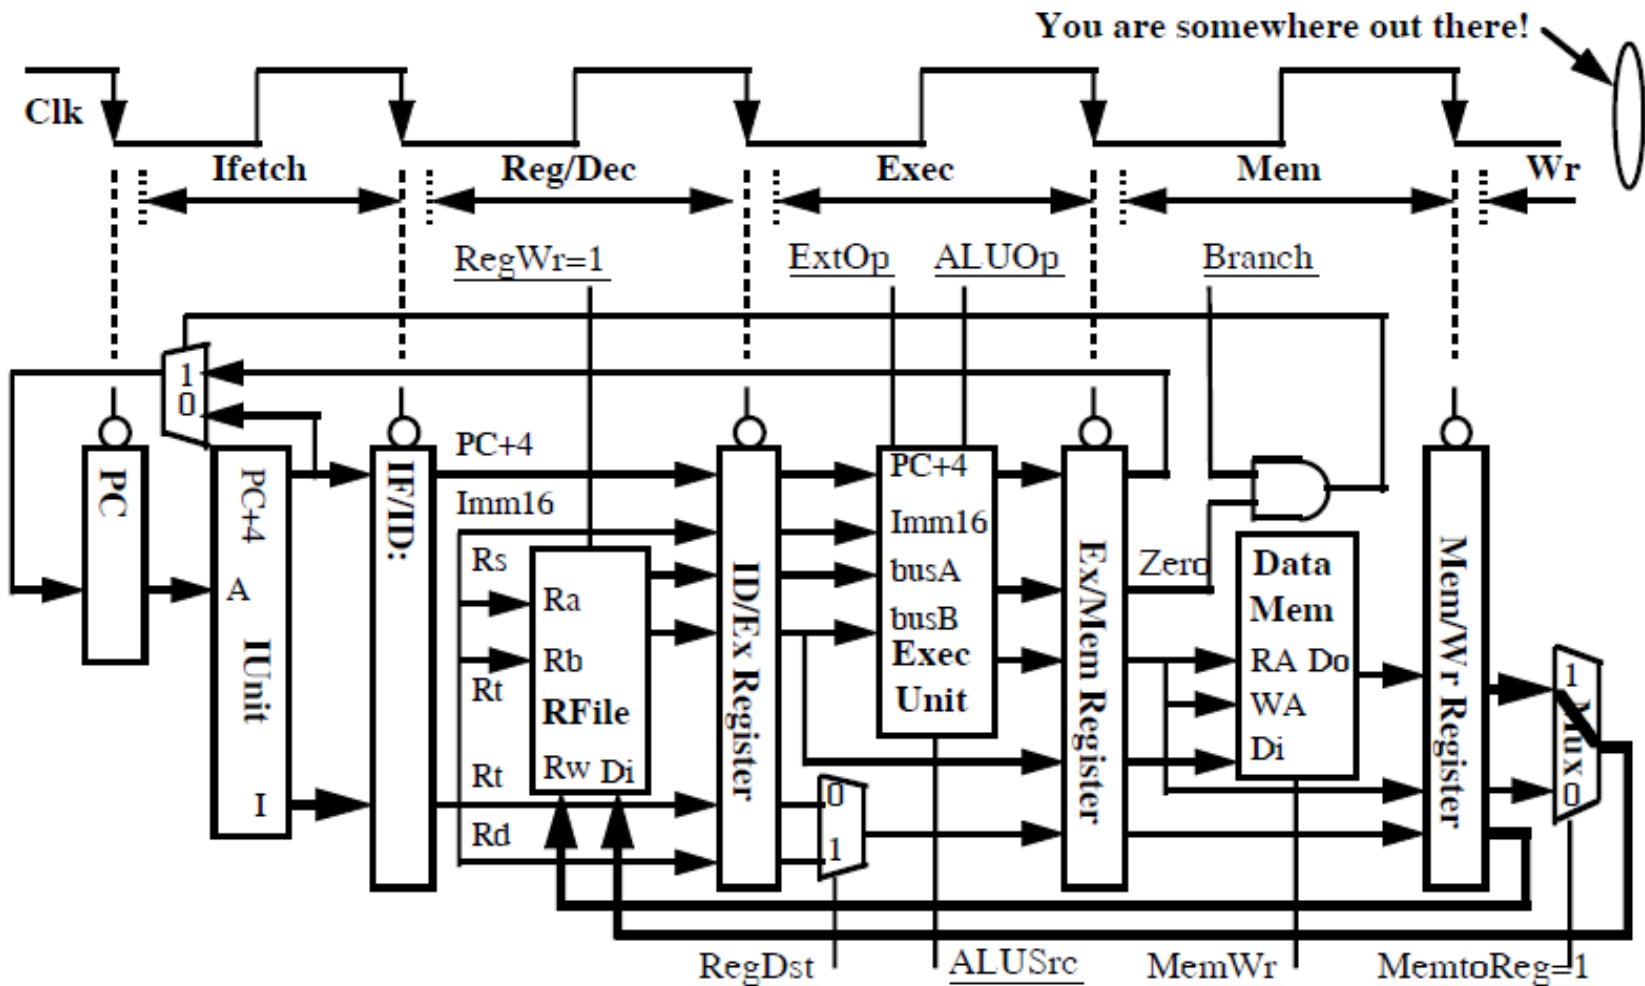 You are somewhere out there!
Clk
Ifetch
Reg/Dec
Exec
Mem
Wr
RegWr=1
ExtOp
ALUOp
Branch
1
0
PC
PC+4
A
IUnit
I
IF/ID:
PC+4
Imm16
Rs
Rt
Rt
Rd
Ra
Rb
RFile
Rw Di
ID/Ex Register
PC+4
Imm16
busA
busB
Exec
Unit
0
1
Ex/Mem Register
Zero
Data
Mem
RA Do
WA
Di
Mem/Wr Register
1
Mux
0
RegDst
ALUSrc
MemWr
MemtoReg=1